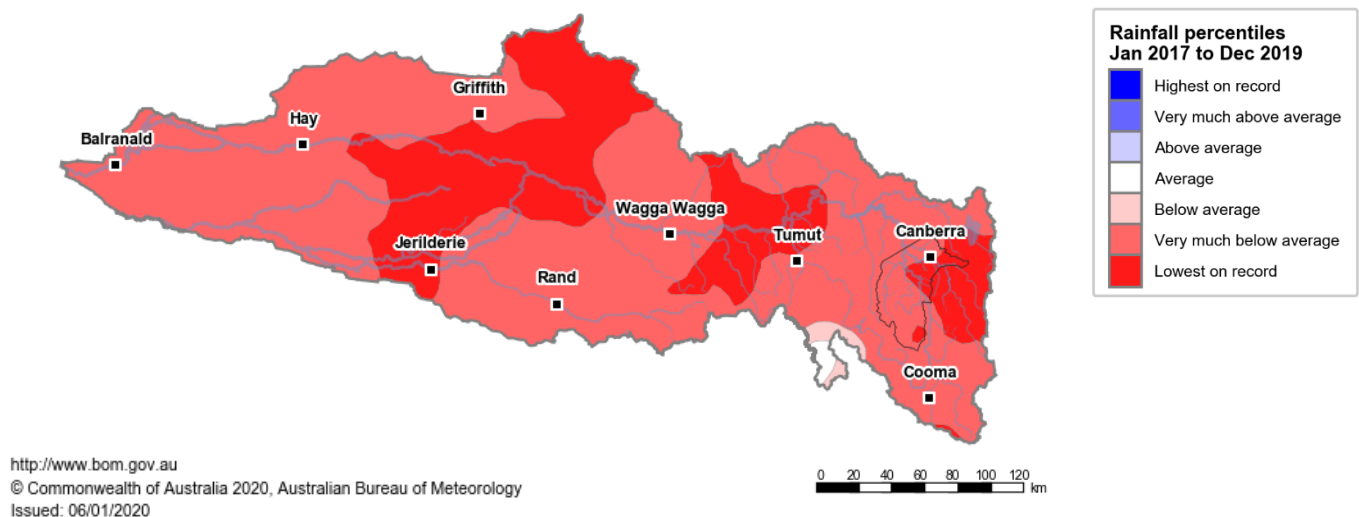 Rainfall percentiles
Jan 2017 to Dec 2019
Highest on record
Very much above average
Above average
Average
Below average
Very much below average
Lowest on record
Griffith
Hay
Balranald
Wagga Wagga
Canberra
Tumut
Jerilderie
Rand
Cooma
http://www.bom.gov.au
© Commonwealth of Australia 2020, Australian Bureau of Meteorology
Issued: 06/01/2020
0 20 40 60 80 100 120
km